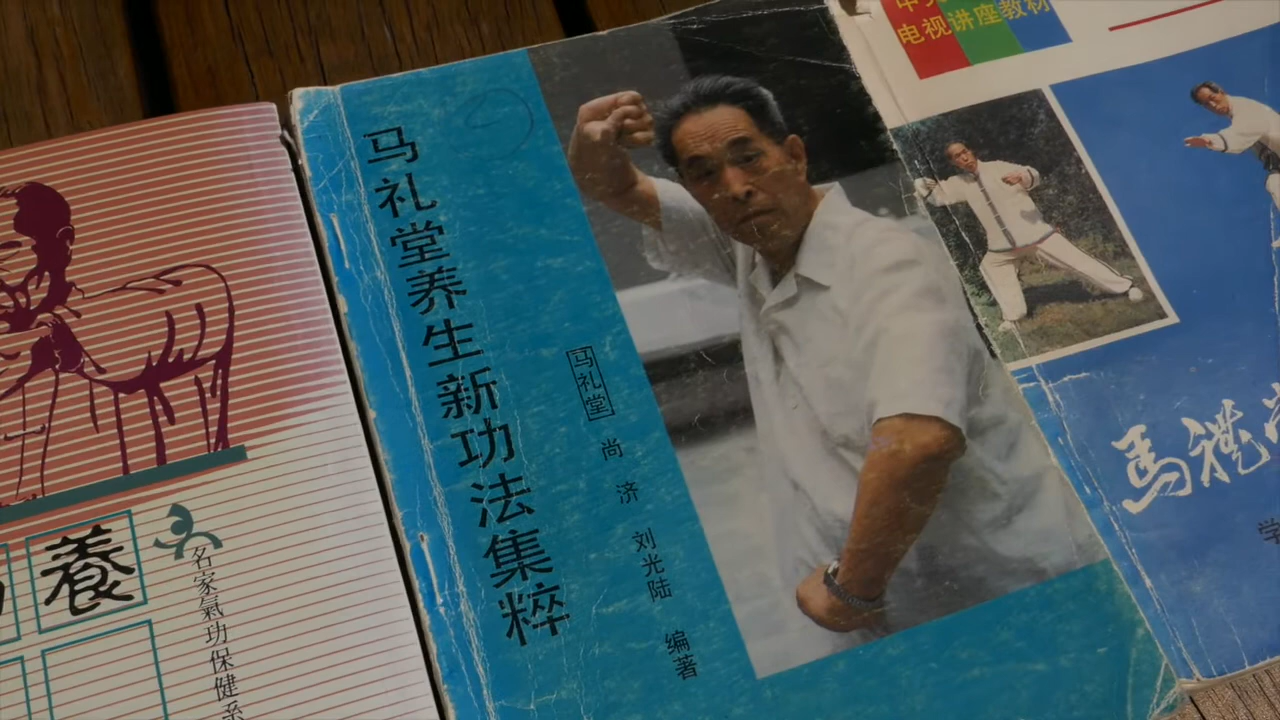 養
名家氣功保健系
马礼堂养生新功法集粹
马礼堂
尚济
刘光陆
编著
电视讲座教材
馬禮
学